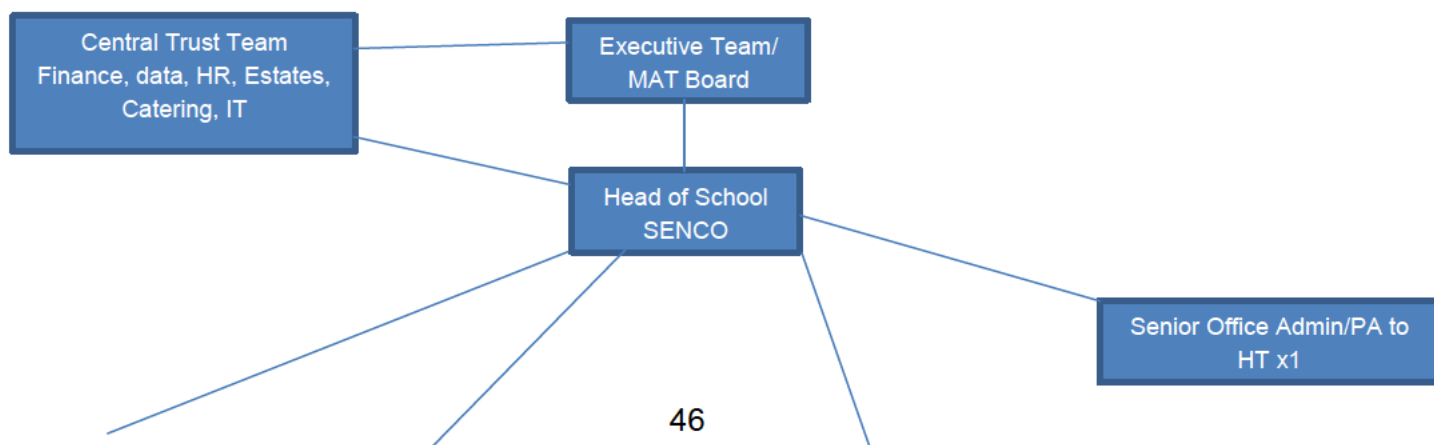 Central Trust Team
Finance, data, HR, Estates,
Catering, IT
Executive Team/
MAT Board
Head of School
SENCO
Senior Office Admin/PA to
HT x1
46